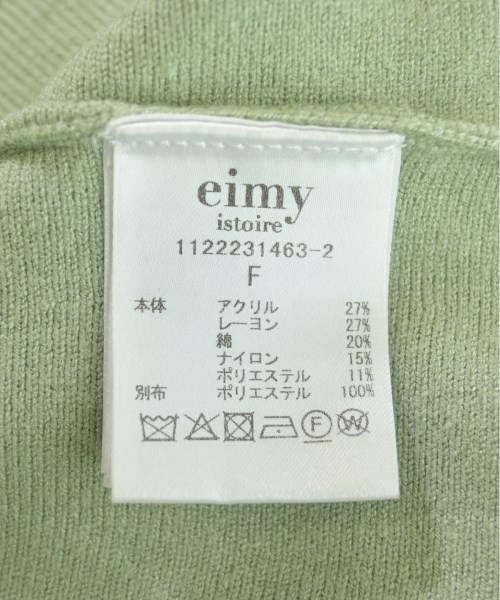 eimy
istoire
1122231463-2
F
本体 アクリル 27%
レーヨン 27%
綿 20%
ナイロン 15%
ポリエステル 11%
別布 ポリエステル 100%
F W